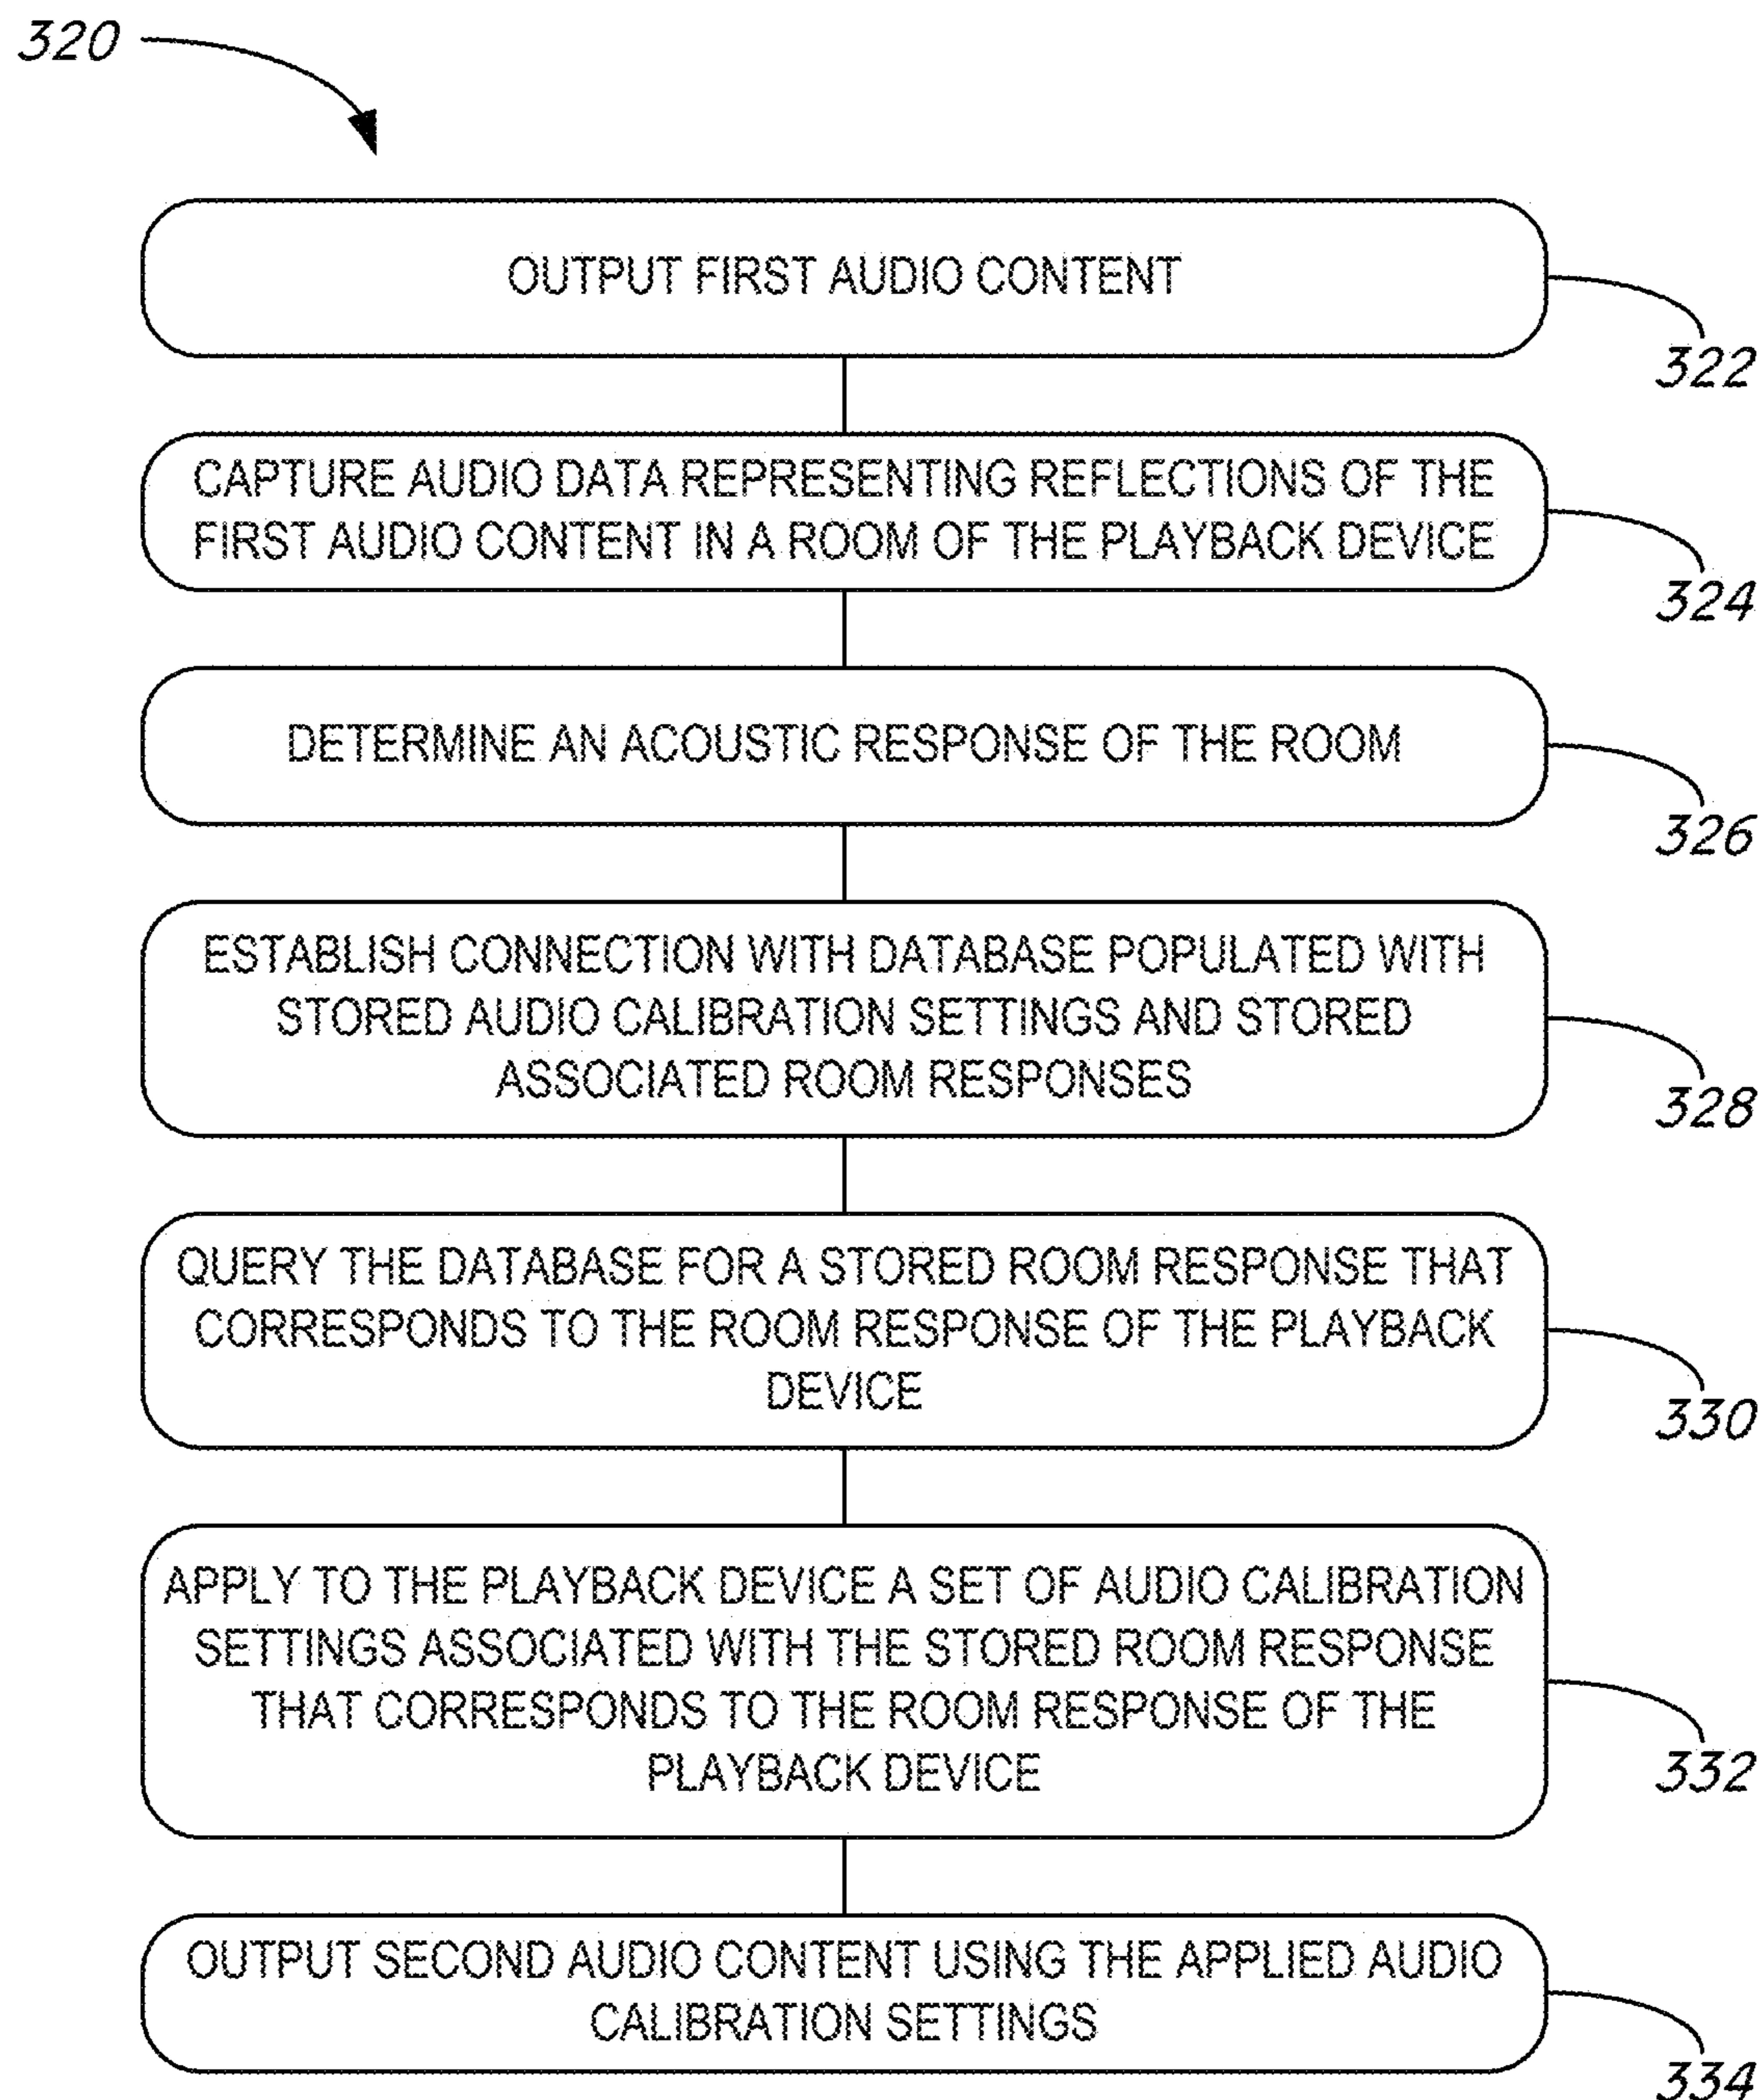 320
OUTPUT FIRST AUDIO CONTENT
322
CAPTURE AUDIO DATA REPRESENTING REFLECTIONS OF THE
FIRST AUDIO CONTENT IN A ROOM OF THE PLAYBACK DEVICE
324
DETERMINE AN ACOUSTIC RESPONSE OF THE ROOM
326
ESTABLISH CONNECTION WITH DATABASE POPULATED WITH
STORED AUDIO CALIBRATION SETTINGS AND STORED
ASSOCIATED ROOM RESPONSES
328
QUERY THE DATABASE FOR A STORED ROOM RESPONSE THAT
CORRESPONDS TO THE ROOM RESPONSE OF THE PLAYBACK
DEVICE
330
APPLY TO THE PLAYBACK DEVICE A SET OF AUDIO CALIBRATION
SETTINGS ASSOCIATED WITH THE STORED ROOM RESPONSE
THAT CORRESPONDS TO THE ROOM RESPONSE OF THE
PLAYBACK DEVICE
332
OUTPUT SECOND AUDIO CONTENT USING THE APPLIED AUDIO
CALIBRATION SETTINGS
334